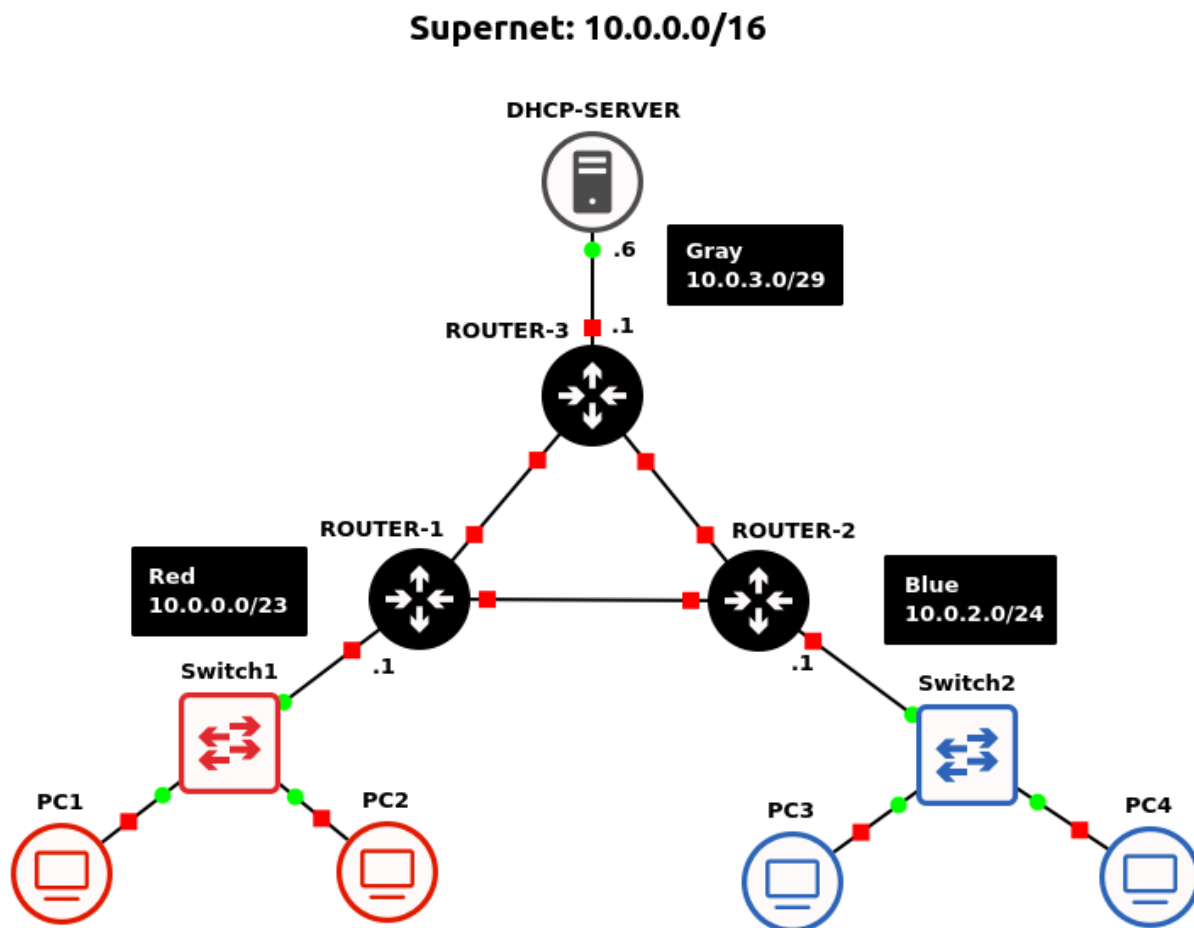 Supernet: 10.0.0.0/16
DHCP-SERVER
.6
Gray
10.0.3.0/29
ROUTER-3
.1
ROUTER-1
ROUTER-2
Red
10.0.0.0/23
Blue
10.0.2.0/24
.1
.1
Switch1
Switch2
PC1
PC2
PC3
PC4